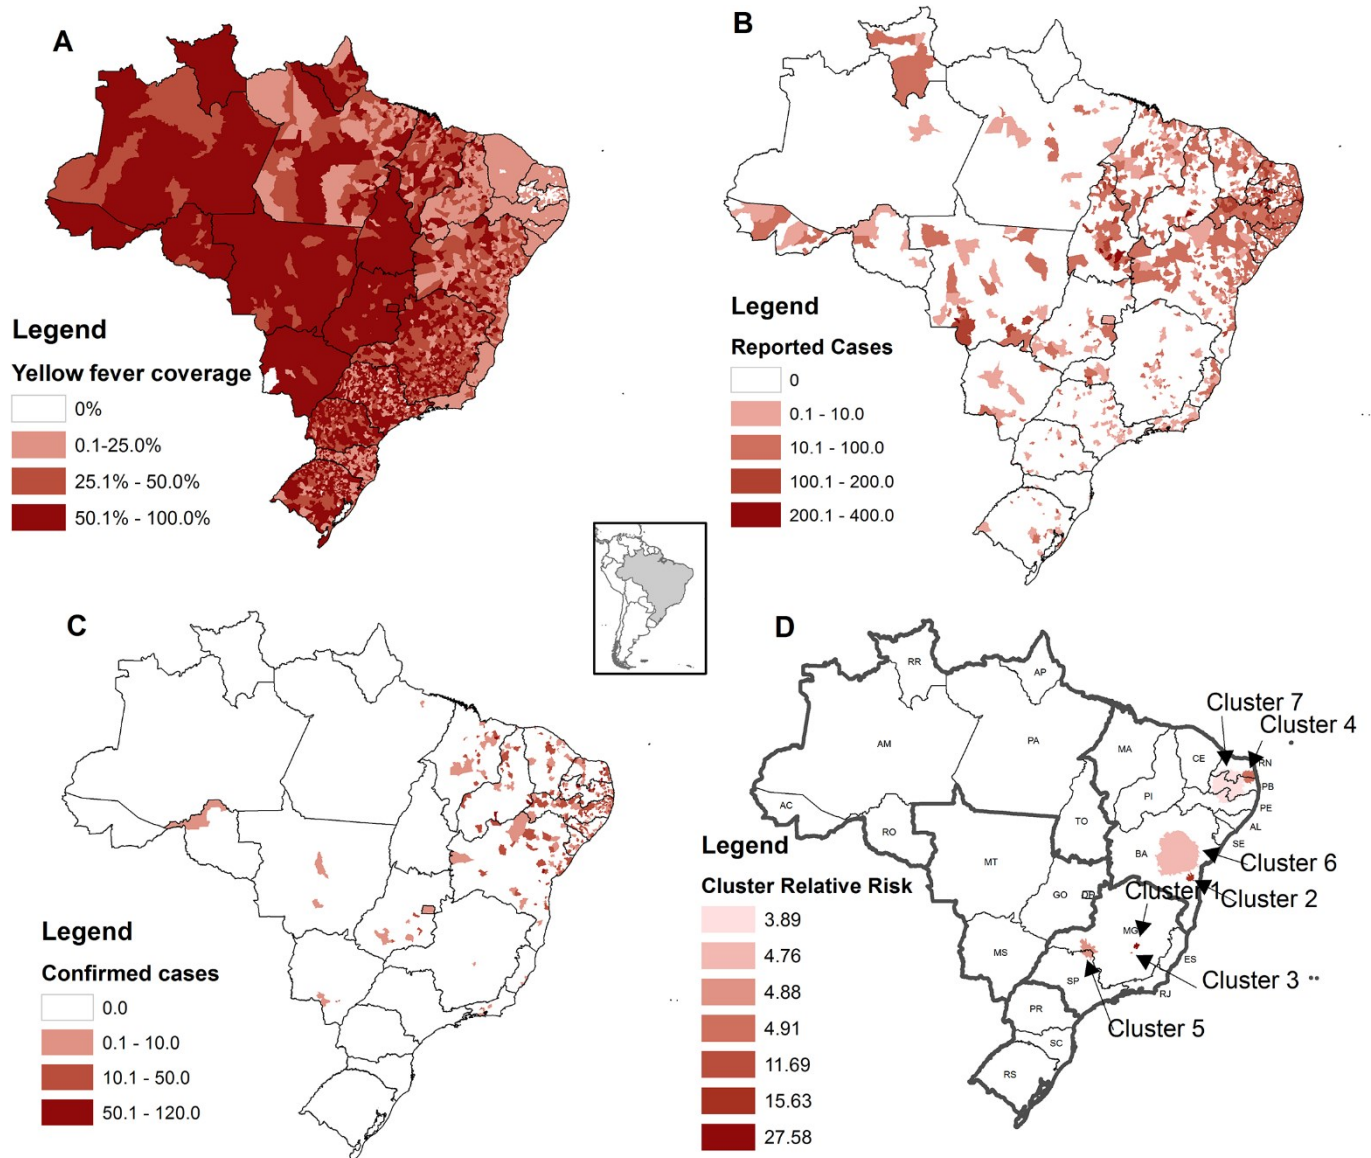 A
Legend
Yellow fever coverage
0%
0.1-25.0%
25.1% - 50.0%
50.1% - 100.0%
B
Legend
Reported Cases
0
0.1 - 10.0
10.1 - 100.0
100.1 - 200.0
200.1 - 400.0
C
Legend
Confirmed cases
0.0
0.1 - 10.0
10.1 - 50.0
50.1 - 120.0
D
RR
AP
AM
PA
MA
CE
RN
PB
PE
AL
SE
PI
AC
RO
TO
BA
MT
GO
DF
MG
ES
MS
SP
RJ
PR
SC
RS
Cluster 7
Cluster 4
Cluster 6
Cluster 1
Cluster 2
Cluster 3
Cluster 5
Legend
Cluster Relative Risk
3.89
4.76
4.88
4.91
11.69
15.63
27.58